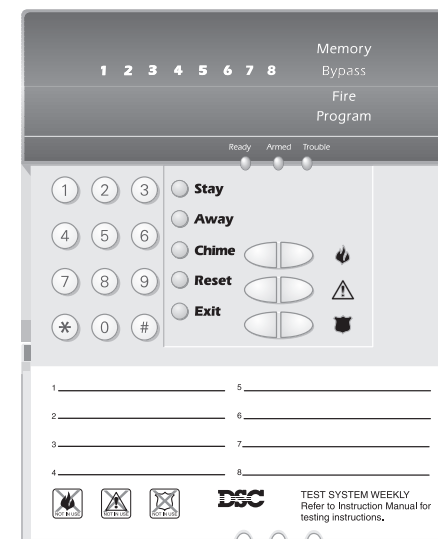 Memory
1 2 3 4 5 6 7 8 Bypass
Fire
Program
Ready Armed Trouble
1 2 3 Stay
Away
4 5 6 Chime
7 8 9 Reset
Exit
* 0 #
1 5
2 6
3 7
4 8
NOT IN USE NOT IN USE NOT IN USE
DSC
TEST SYSTEM WEEKLY
Refer to Instruction Manual for
testing instructions.